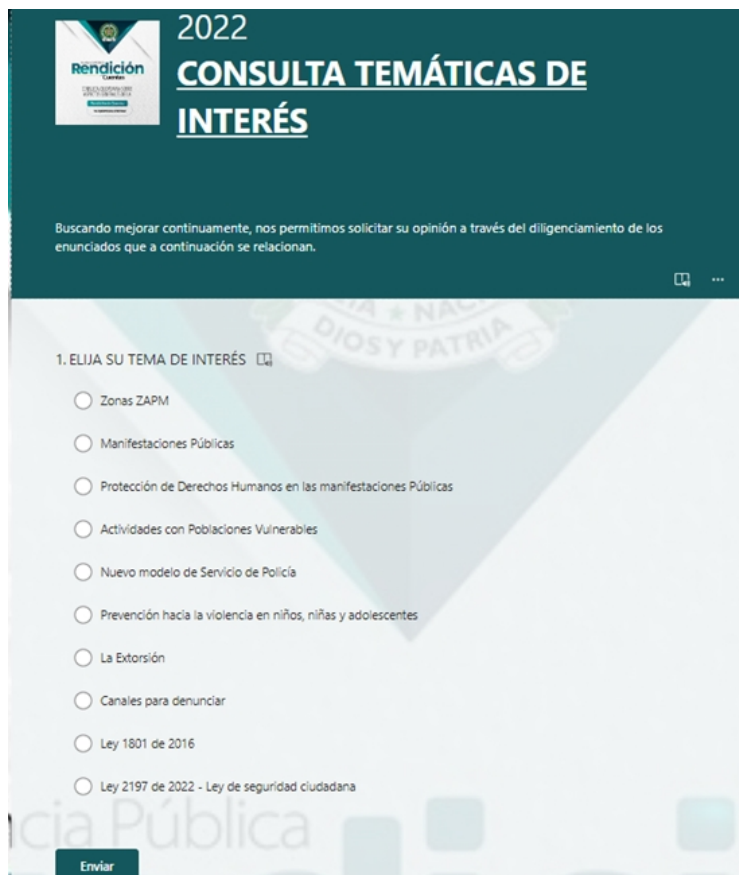 Rendición
Cuentas
2022
CONSULTA TEMÁTICAS DE
INTERÉS
Buscando mejorar continuamente, nos permitimos solicitar su opinión a través del diligenciamiento de los
enunciados que a continuación se relacionan.
NAC
DIOS Y PATRIA
1. ELIJA SU TEMA DE INTERÉS
Zonas ZAPM
Manifestaciones Públicas
Protección de Derechos Humanos en las manifestaciones Públicas
Actividades con Poblaciones Vulnerables
Nuevo modelo de Servicio de Policía
Prevención hacia la violencia en niños, niñas y adolescentes
La Extorsión
Canales para denunciar
Ley 1801 de 2016
Ley 2197 de 2022 - Ley de seguridad ciudadana
cia Pública
Enviar